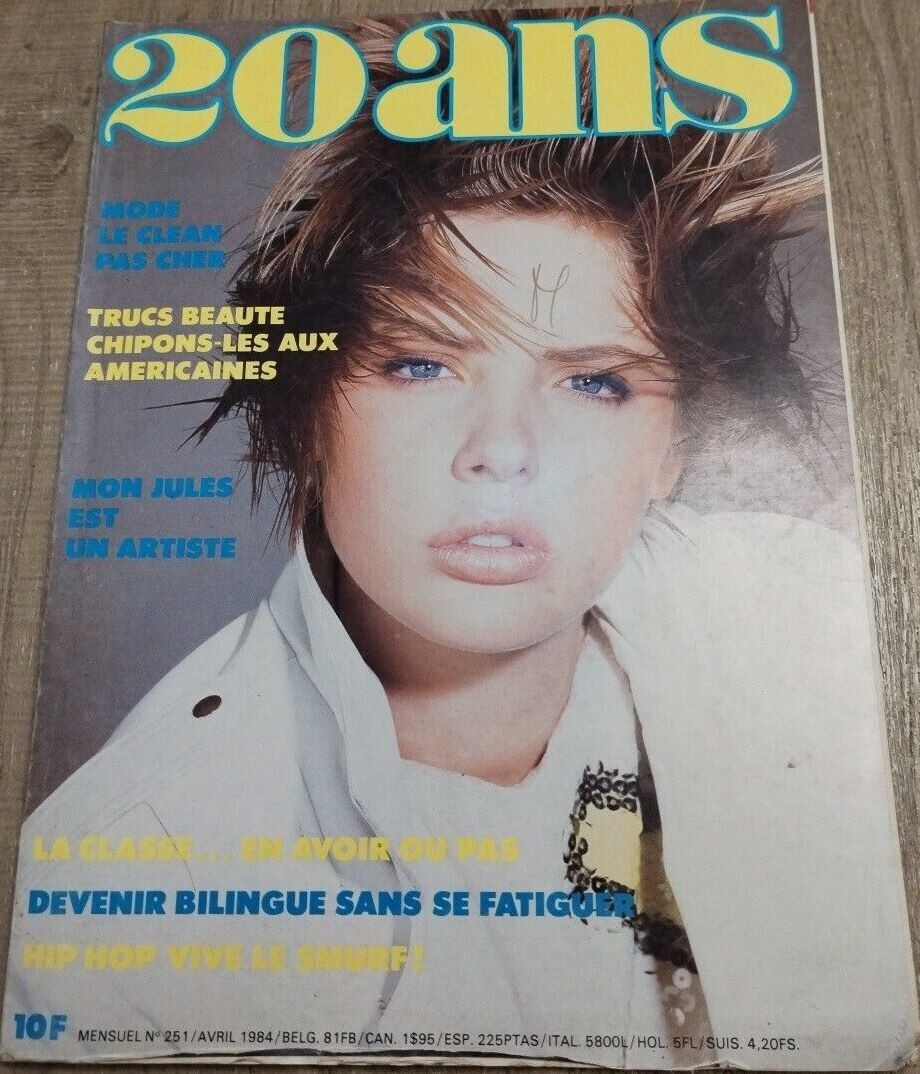 20 ans
MODE
LE CLEAN
PAS CHER
TRUCS BEAUTE
CHIPONS-LES AUX
AMERICAINES
MON JULES
EST
UN ARTISTE
LA CLASSE... EN AVOIR OU PAS
DEVENIR BILINGUE SANS SE FATIGUER
HIP HOP VIVE LE SMURF!
10F MENSUEL N° 251/AVRIL 1984/BELG. 81FB/CAN. 1$95/ESP. 225PTAS/ITAL. 5800L/HOL. 5FL/SUIS. 4,20FS.